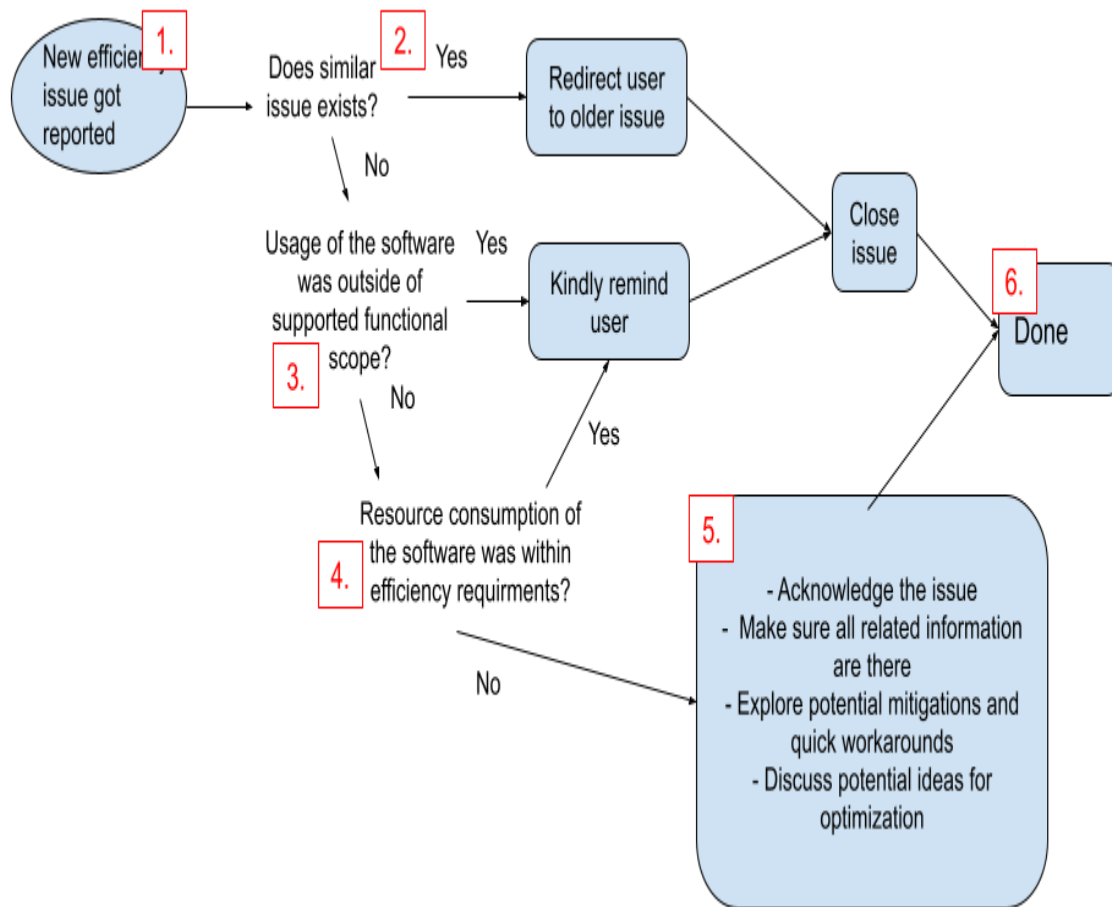 1.
New efficiency
issue got
reported
2.
Does similar
issue exists?
Yes
Redirect user
to older issue
No
Usage of the software
was outside of
supported functional
scope?
3.
Yes
Kindly remind
user
Close
issue
6.
Done
No
Yes
Resource consumption of
the software was within
efficiency requirments?
4.
No
5.
- Acknowledge the issue
- Make sure all related information
are there
- Explore potential mitigations and
quick workarounds
- Discuss potential ideas for
optimization